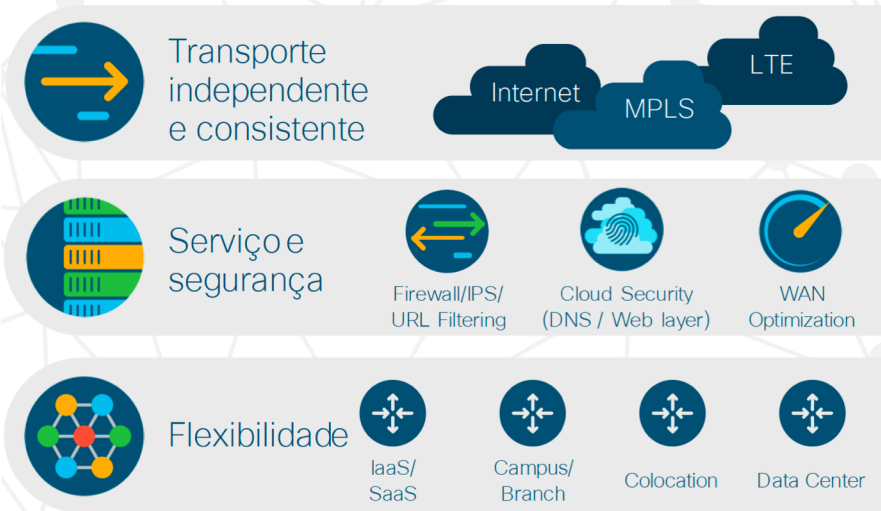 Transporte
independente
e consistente
Internet
MPLS
LTE
Serviço e
segurança
Firewall/IPS/
URL Filtering
Cloud Security
(DNS / Web layer)
WAN
Optimization
Flexibilidade
IaaS/
SaaS
Campus/
Branch
Colocation
Data Center